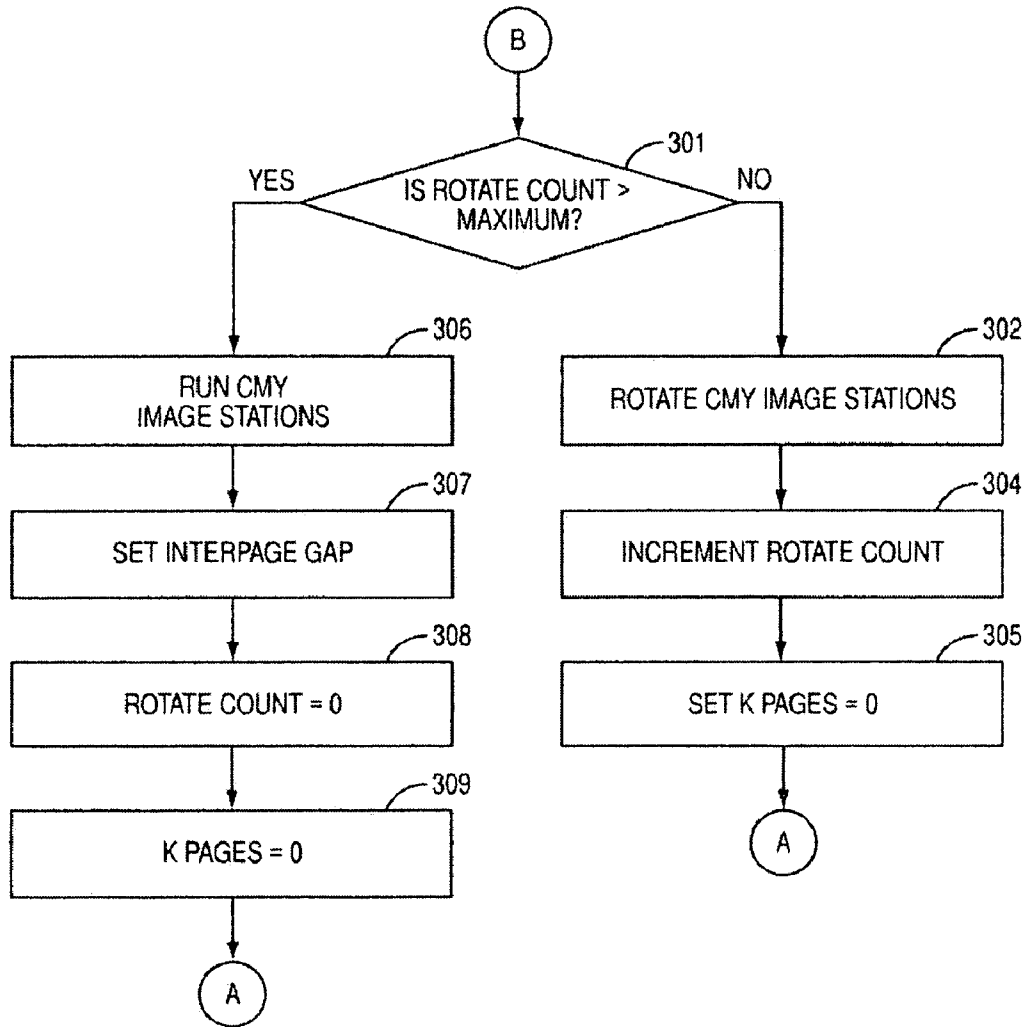 B
301
YES
IS ROTATE COUNT >
MAXIMUM?
NO
306
RUN CMY
IMAGE STATIONS
302
ROTATE CMY IMAGE STATIONS
307
SET INTERPAGE GAP
304
INCREMENT ROTATE COUNT
308
ROTATE COUNT = 0
305
SET K PAGES = 0
309
K PAGES = 0
A
A